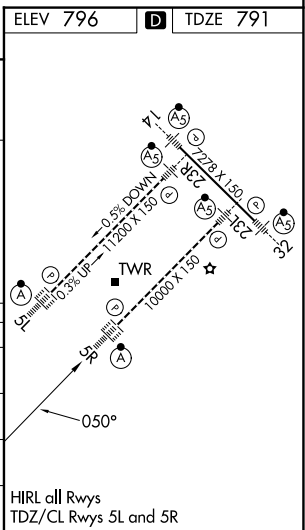 ELEV 796 D TDZE 791
14
A5
P
7278 X 150
A5
23R
P
0.5% DOWN
11200 X 150
0.3% UP
A5
23L
P
P
32
A
P
5L
TWR
10000 X 150
P
5R
A
050°
HIRL all Rwys
TDZ/CL Rwys 5L and 5R